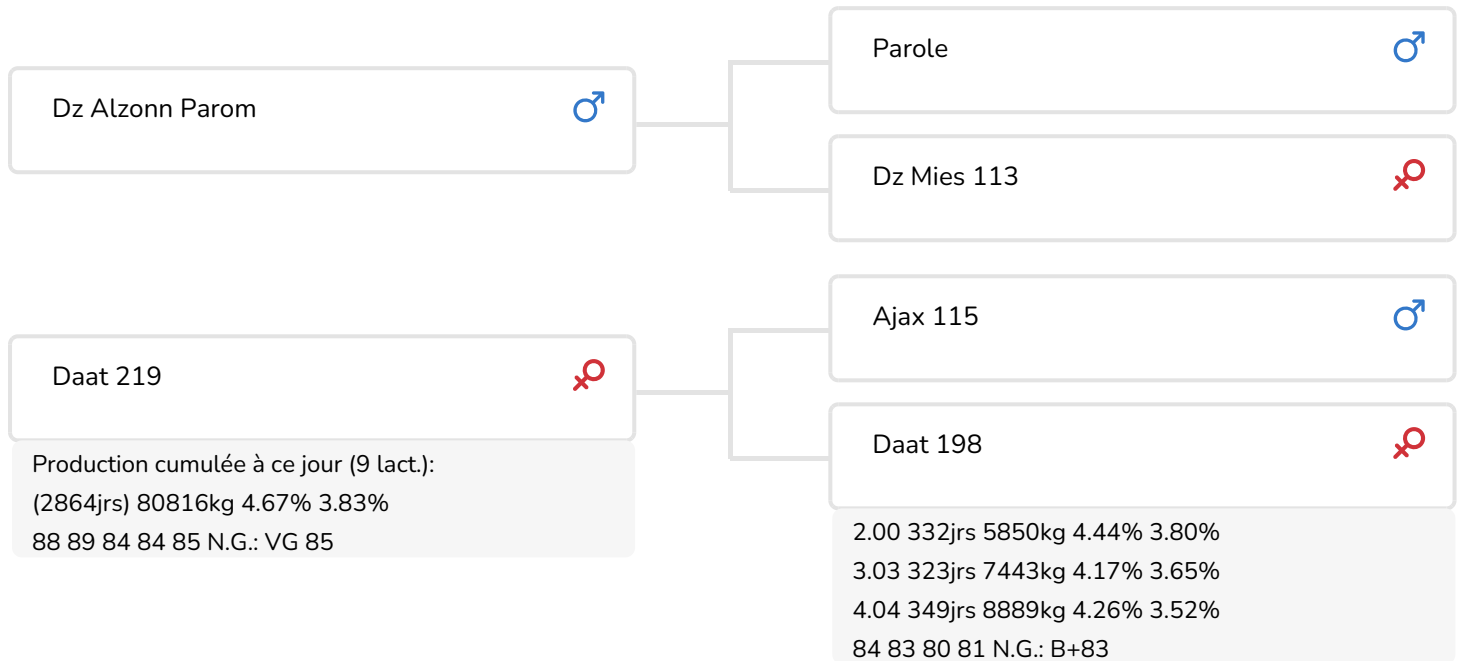 Dz Alzonn Parom
Daat 219
Production cumulée à ce jour (9 lact.):
(2864jrs) 80816kg 4.67% 3.83%
88 89 84 84 85 N.G.: VG 85
Parole
Dz Mies 113
Ajax 115
Daat 198
2.00 332jrs 5850kg 4.44% 3.80%
3.03 323jrs 7443kg 4.17% 3.65%
4.04 349jrs 8889kg 4.26% 3.52%
84 83 80 81 N.G.: B+83